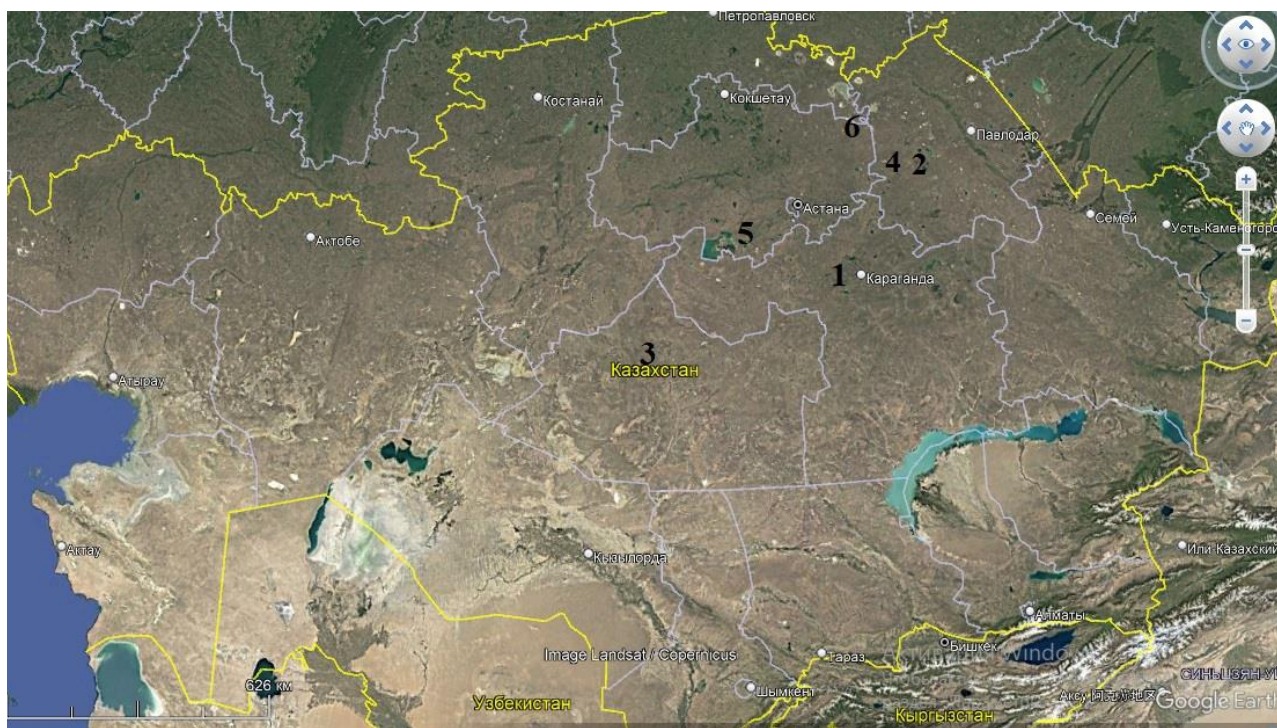 Петропавловск
Костанай
Кокшетау
6
Павлодар
4 2
Астана
Семей
Усть-Каменогорск
5
Актобе
1
Караганда
3
Казахстан
Атырау
Актау
Кызылорда
Или-Казахский
Алматы
Бишкек
Image Landsat / Copernicus
Тараз
626 км
Шымкент
Узбекистан
Кыргызстан
Google Earth